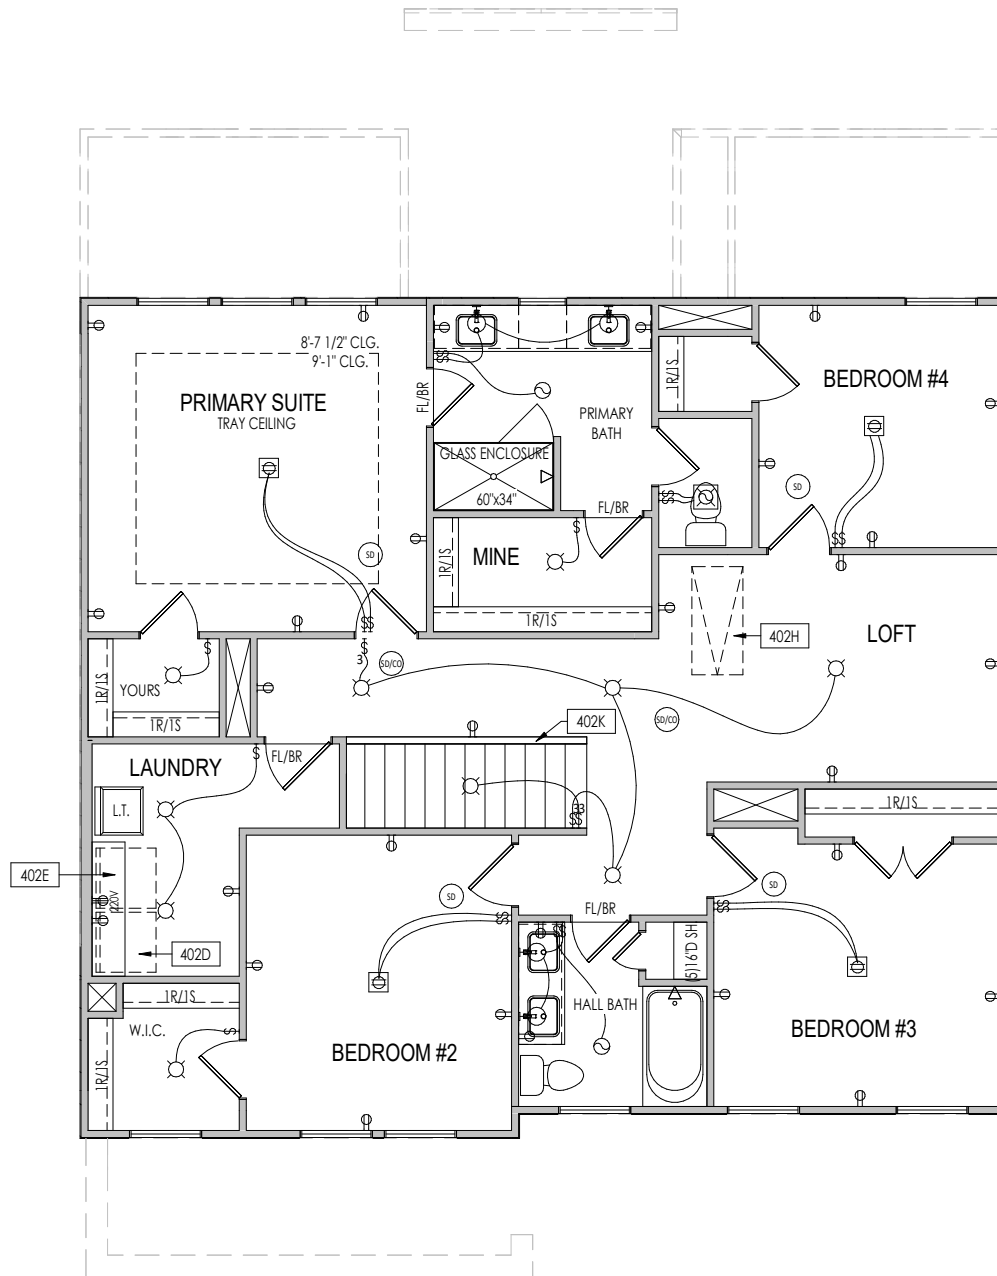 8'-7 1/2" CLG.
9'-1" CLG.
PRIMARY SUITE
TRAY CEILING
FL/BR
PRIMARY
BATH
GLASS ENCLOSURE
60"x34"
1R/1S
BEDROOM #4
SD
SD
$$
$$
$$
$$
FL/BR
$
MINE
1R/1S
1R/1S
402H
LOFT
$
3
SD/CO
SD/CO
$
YOURS
1R/1S
1R/1S
402K
$
FL/BR
LAUNDRY
L.T.
33
$$
1R/1S
402E
220V
402D
SD
SD
$$
$$
FL/BR
$$
(5)16"D SH
HALL BATH
1R/1S
W.I.C.
$
1R/1S
BEDROOM #2
BEDROOM #3